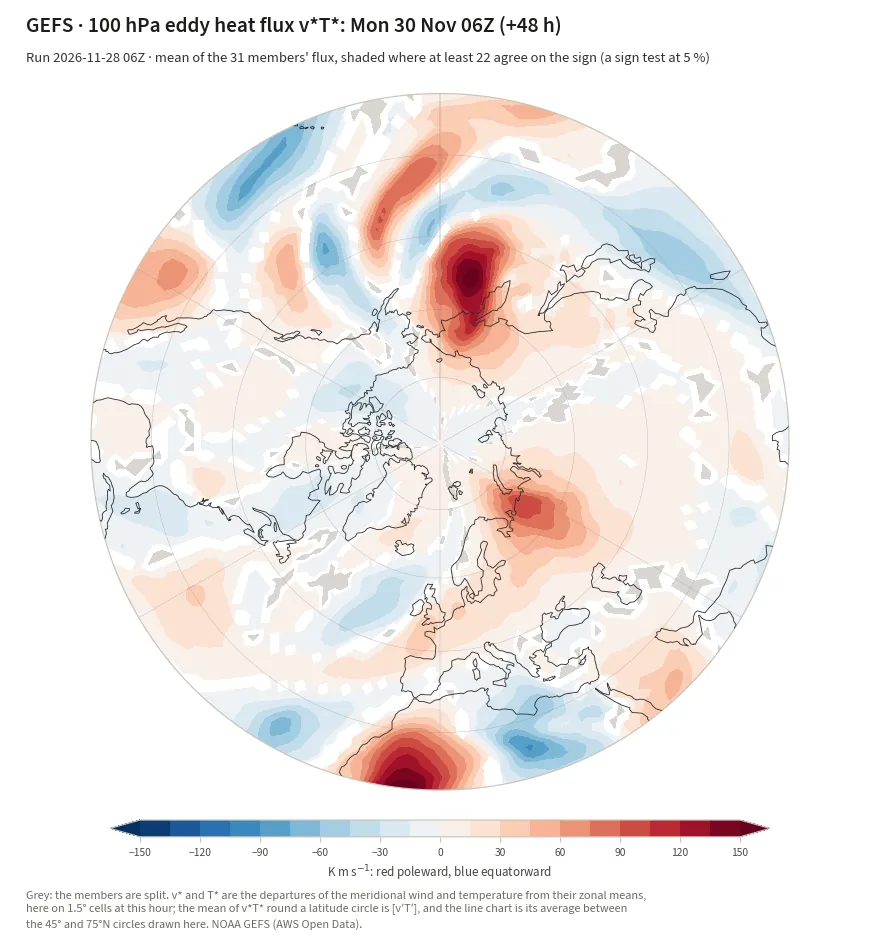 GEFS · 100 hPa eddy heat flux v*T*: Mon 30 Nov 06Z (+48 h)
Run 2026-11-28 06Z · mean of the 31 members' flux, shaded where at least 22 agree on the sign (a sign test at 5 %)
−150 −120 −90 −60 −30 0 30 60 90 120 150
K m s⁻¹: red poleward, blue equatorward
Grey: the members are split. v* and T* are the departures of the meridional wind and temperature from their zonal means,
here on 1.5° cells at this hour; the mean of v*T* round a latitude circle is [v′T′], and the line chart is its average between
the 45° and 75°N circles drawn here. NOAA GEFS (AWS Open Data).